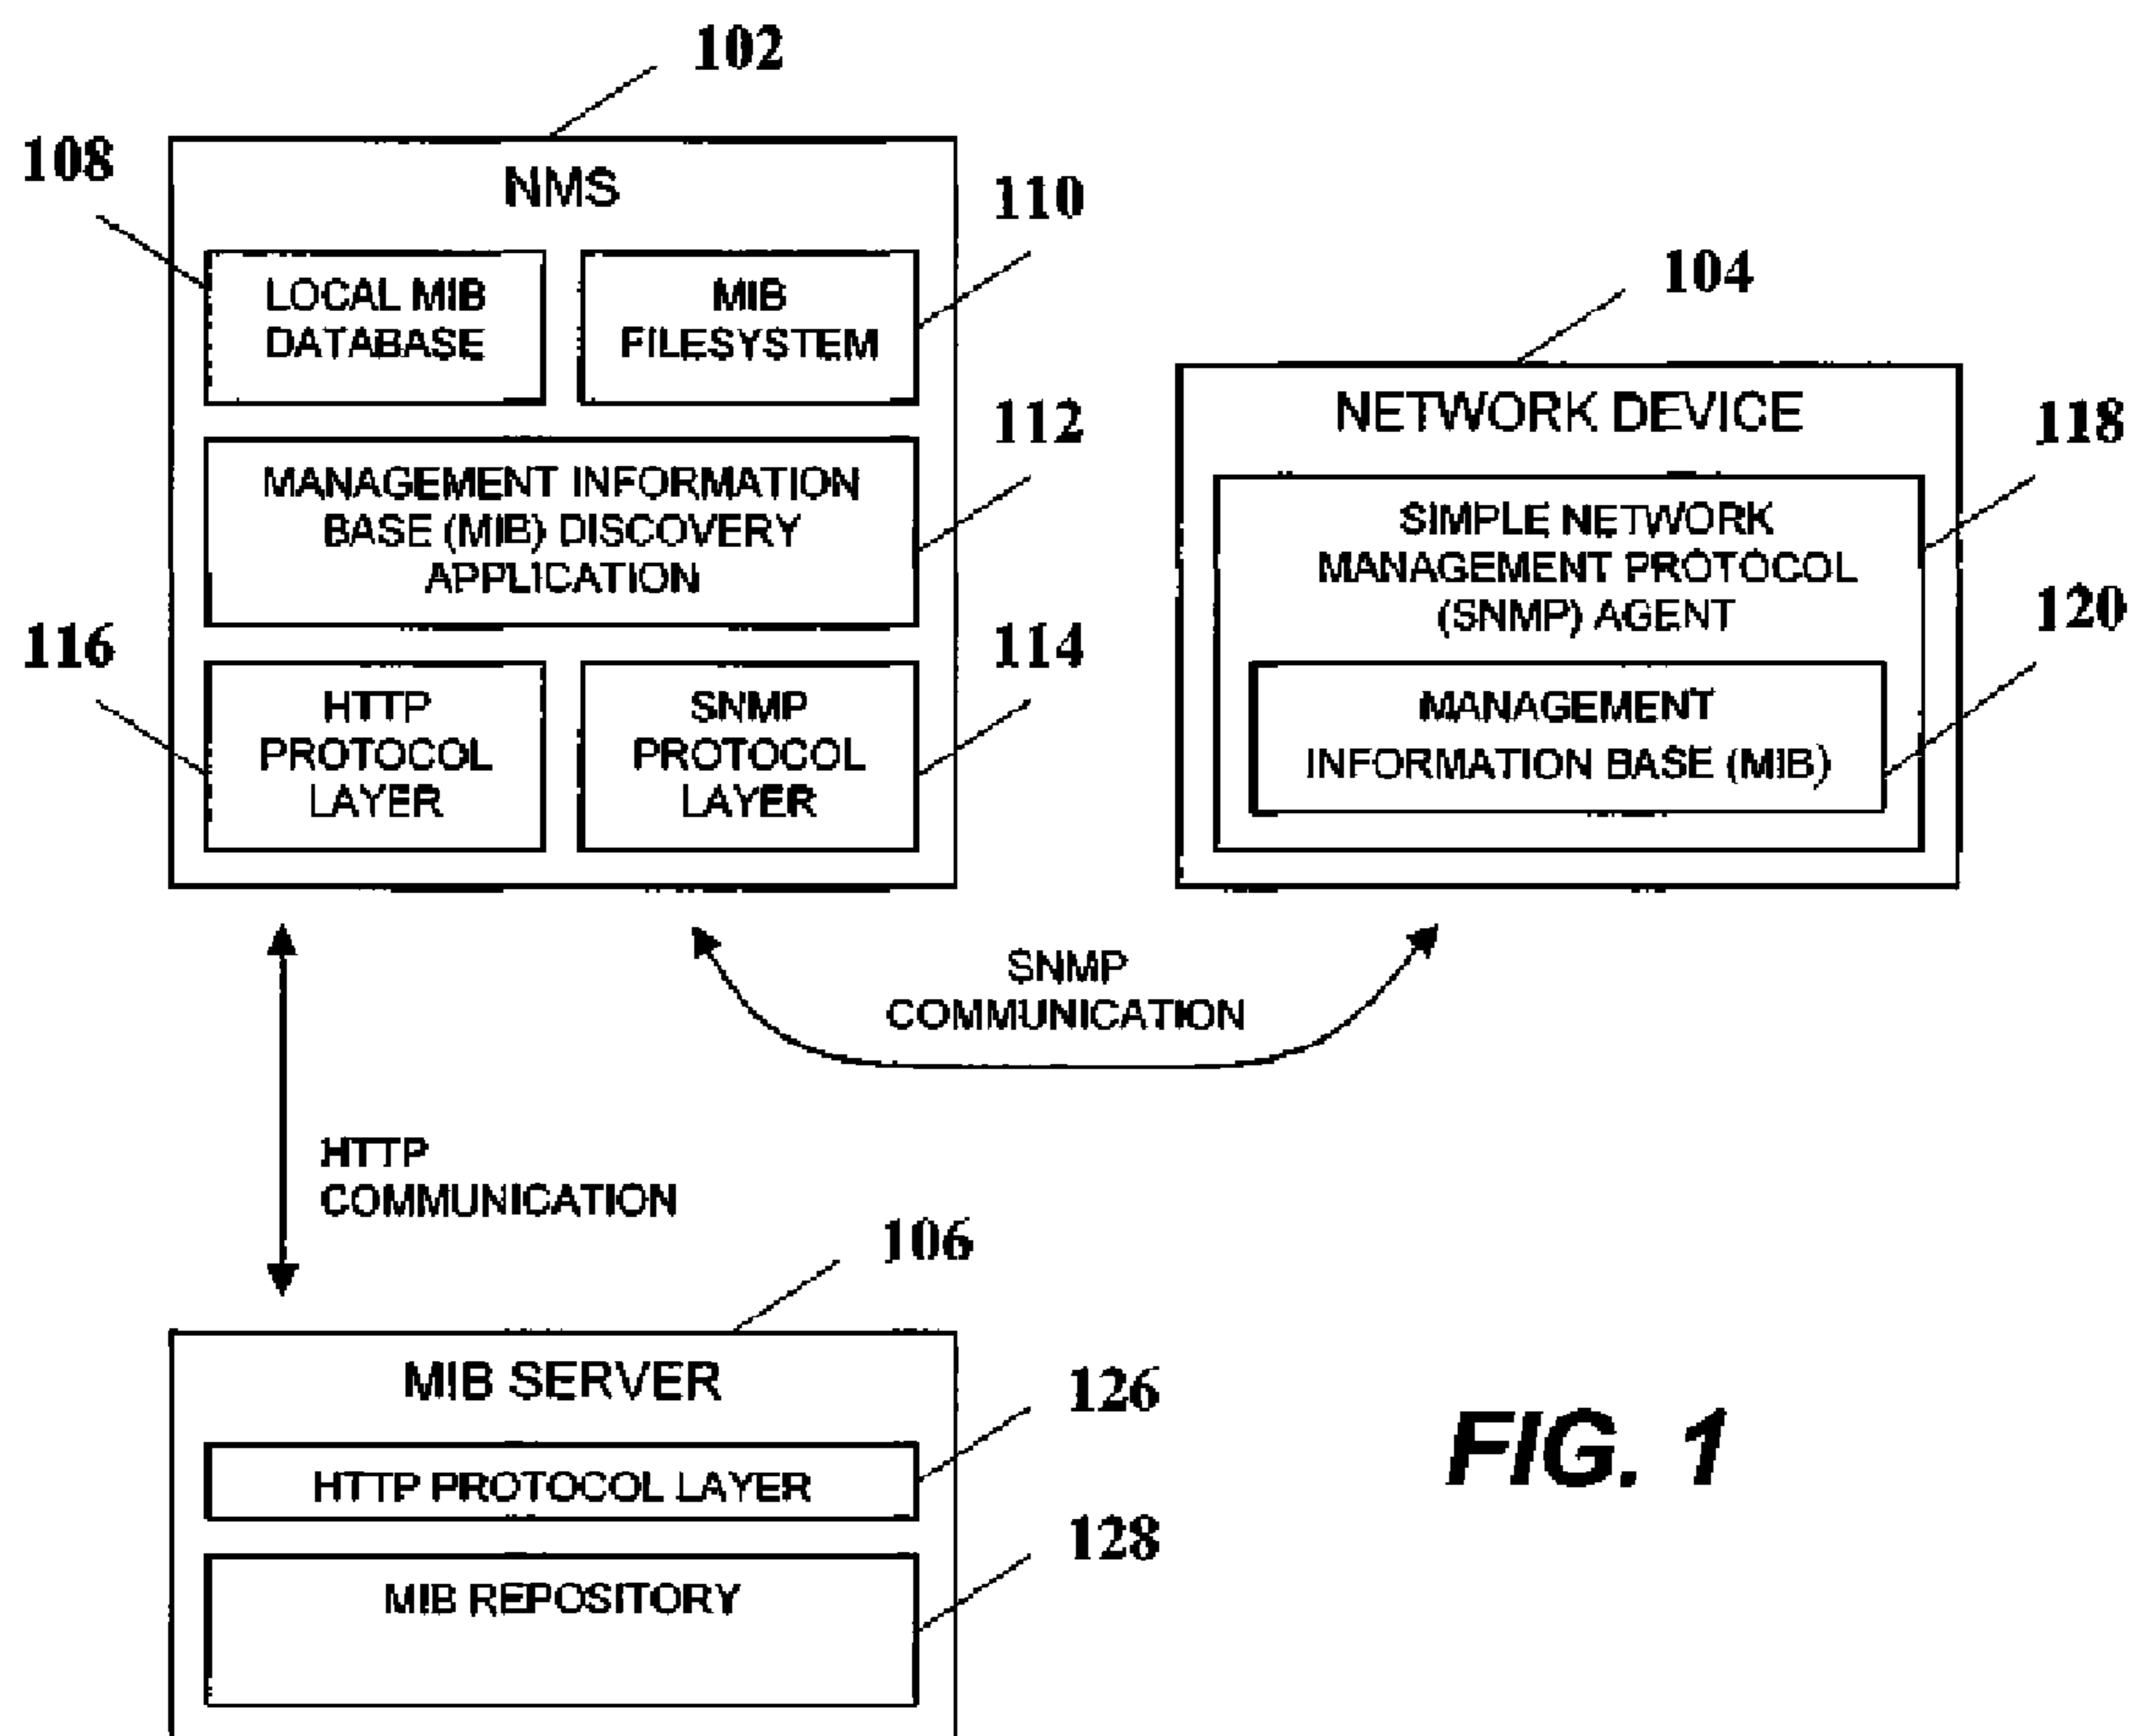 102
108
NMS
110
LOCAL MIB
DATABASE
MIB
FILESYSTEM
104
112
NETWORK DEVICE
118
MANAGEMENT INFORMATION
BASE (MIB) DISCOVERY
APPLICATION
SIMPLE NETWORK
MANAGEMENT PROTOCOL
(SNMP) AGENT
120
116
114
HTTP
PROTOCOL
LAYER
SNMP
PROTOCOL
LAYER
MANAGEMENT
INFORMATION BASE (MIB)
SNMP
COMMUNICATION
HTTP
COMMUNICATION
106
MIB SERVER
126
HTTP PROTOCOL LAYER
128
MIB REPOSITORY
FIG. 1